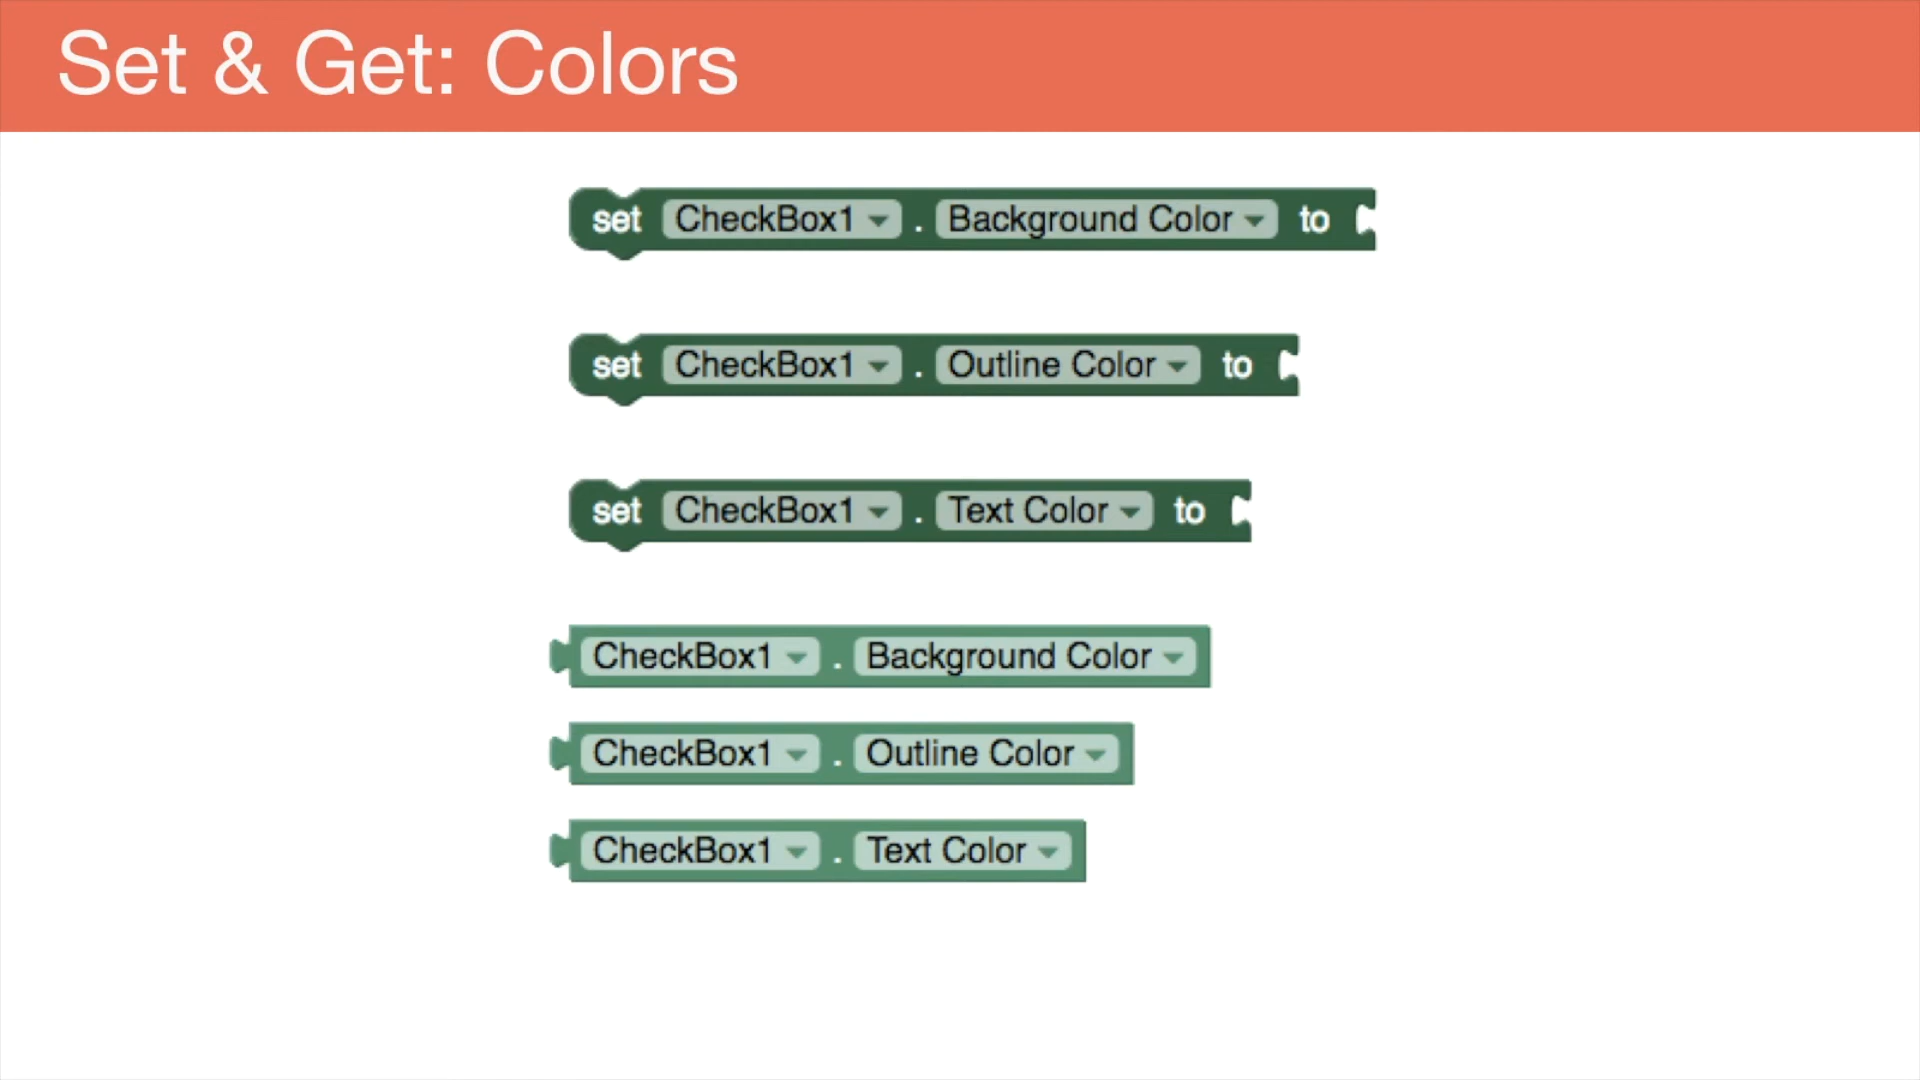 Set & Get: Colors
set CheckBox1 . Background Color to
set CheckBox1 . Outline Color to
set CheckBox1 . Text Color to
CheckBox1 . Background Color
CheckBox1 . Outline Color
CheckBox1 . Text Color